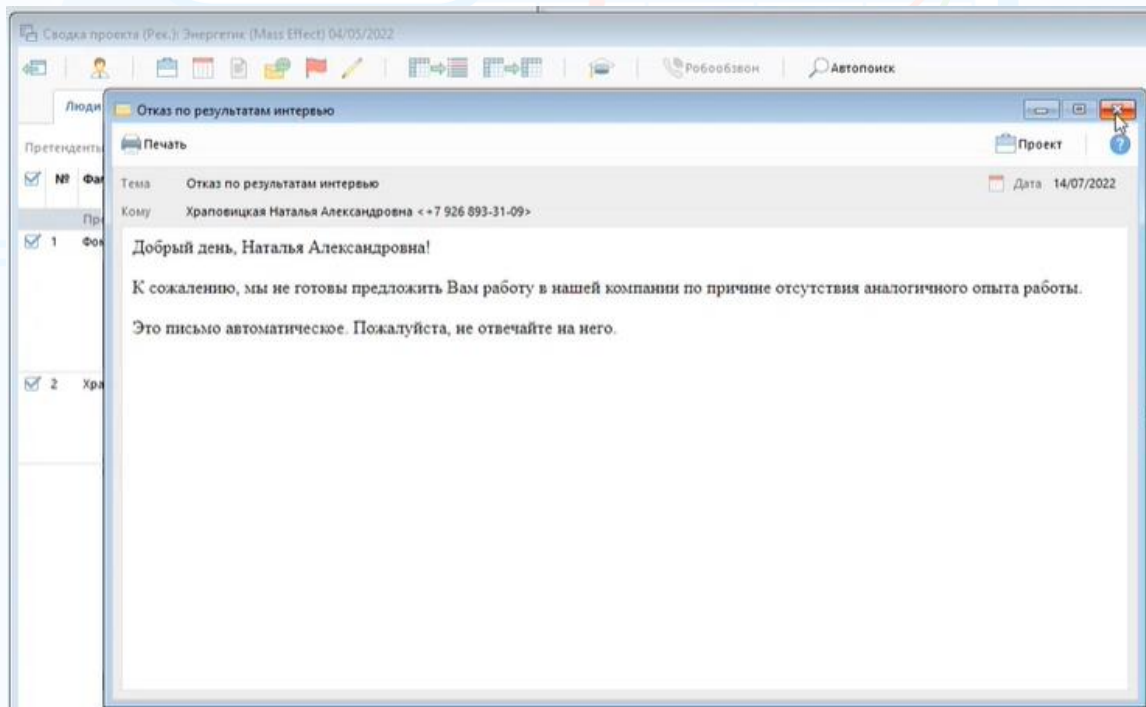 Сводка проекта (Рек.): Энергетик (Mass Effect) 04/05/2022
Робообзвон Автопоиск
Люди
Отказ по результатам интервью
Претенденты
Печать
Проект
№
Тема Отказ по результатам интервью
Дата 14/07/2022
Кому Храповицкая Наталья Александровна <+7 926 893-31-09>
1
Добрый день, Наталья Александровна!
К сожалению, мы не готовы предложить Вам работу в нашей компании по причине отсутствия аналогичного опыта работы.
Это письмо автоматическое. Пожалуйста, не отвечайте на него.
2